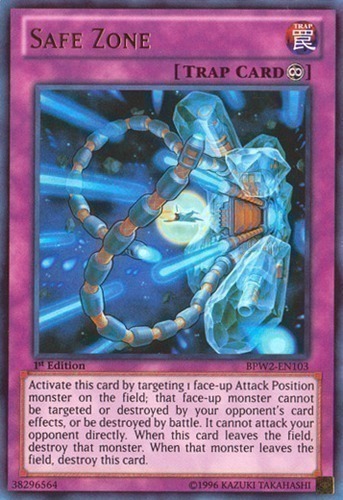 SAFE ZONE
TRAP
罠
[TRAP CARD∞]
1st Edition
BPW2-EN103
Activate this card by targeting 1 face-up Attack Position
monster on the field; that face-up monster cannot
be targeted or destroyed by your opponent's card
effects, or be destroyed by battle. It cannot attack your
opponent directly. When this card leaves the field,
destroy that monster. When that monster leaves the
field, destroy this card.
38296564
©1996 KAZUKI TAKAHASHI